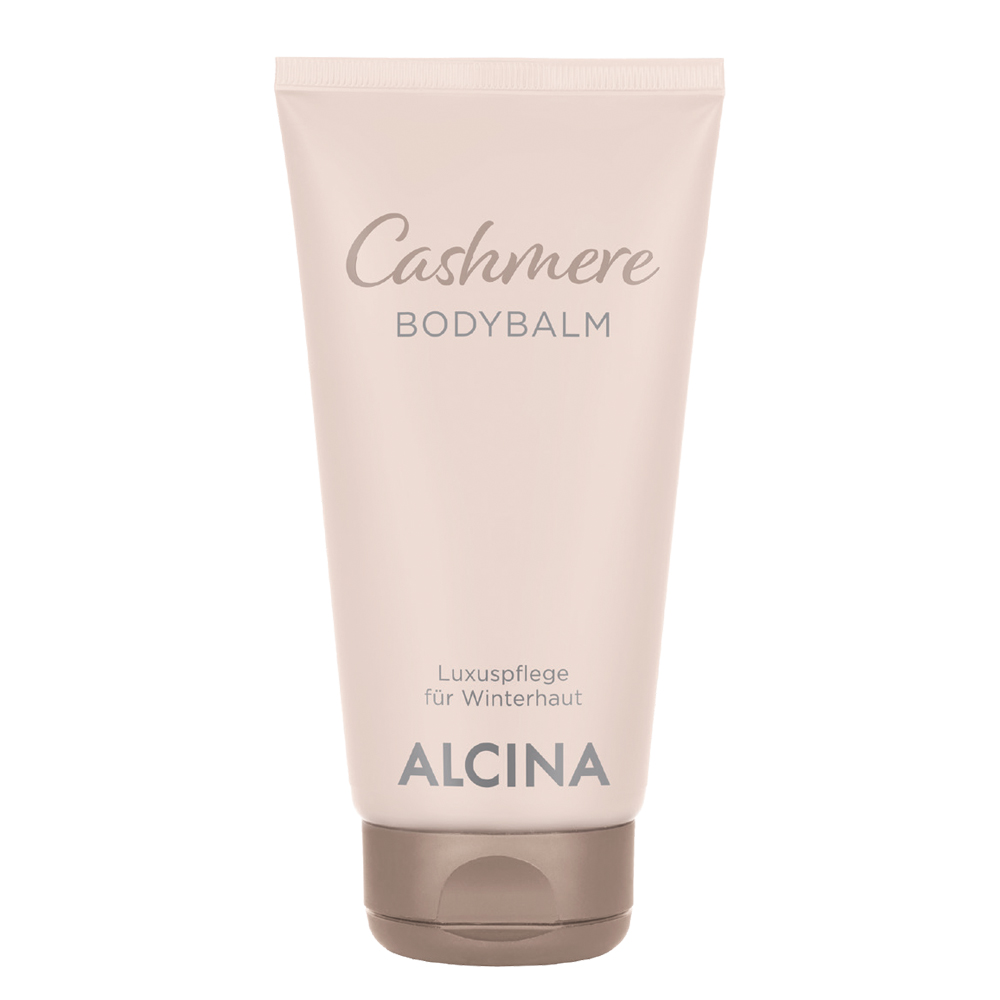 Cashmere
BODYBALM
Luxuspflege
für Winterhaut
ALCINA